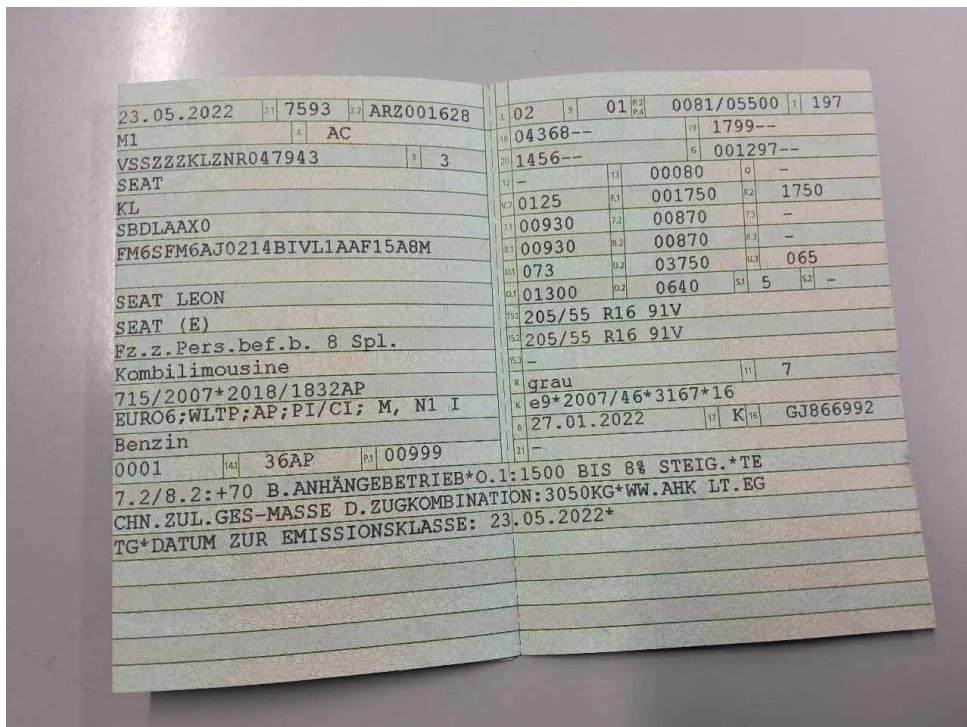 23.05.2022 2.1 7593 2.2 ARZ001628
M1 4 AC
VSSZZZKLZNR047943 3 3
SEAT
KL
SBDLAAX0
FM6SFM6AJ0214BIVL1AAF15A8M
SEAT LEON
SEAT (E)
Fz.z.Pers.bef.b. 8 Spl.
Kombilimousine
715/2007*2018/1832AP
EURO6;WLTP;AP;PI/CI; M, N1 I
Benzin
0001 14.1 36AP P.1 00999
L 02 9 01 P.2 P.4 0081/05500 T 197
18 04368-- 19 1799--
20 1456-- G 001297--
12 – 13 00080 Q –
V.7 0125 F.1 001750 F.2 1750
7.1 00930 7.2 00870 7.3 –
8.1 00930 8.2 00870 8.3 –
U.1 073 U.2 03750 U.3 065
O.1 01300 O.2 0640 S.1 5 S.2 –
15.1 205/55 R16 91V
15.2 205/55 R16 91V
15.3 –
R grau 11 7
K e9*2007/46*3167*16
6 27.01.2022 17 K 16 GJ866992
21 –
7.2/8.2:+70 B.ANHÄNGEBETRIEB*O.1:1500 BIS 8% STEIG.*TE
CHN.ZUL.GES-MASSE D.ZUGKOMBINATION:3050KG*WW.AHK LT.EG
TG*DATUM ZUR EMISSIONSKLASSE: 23.05.2022*